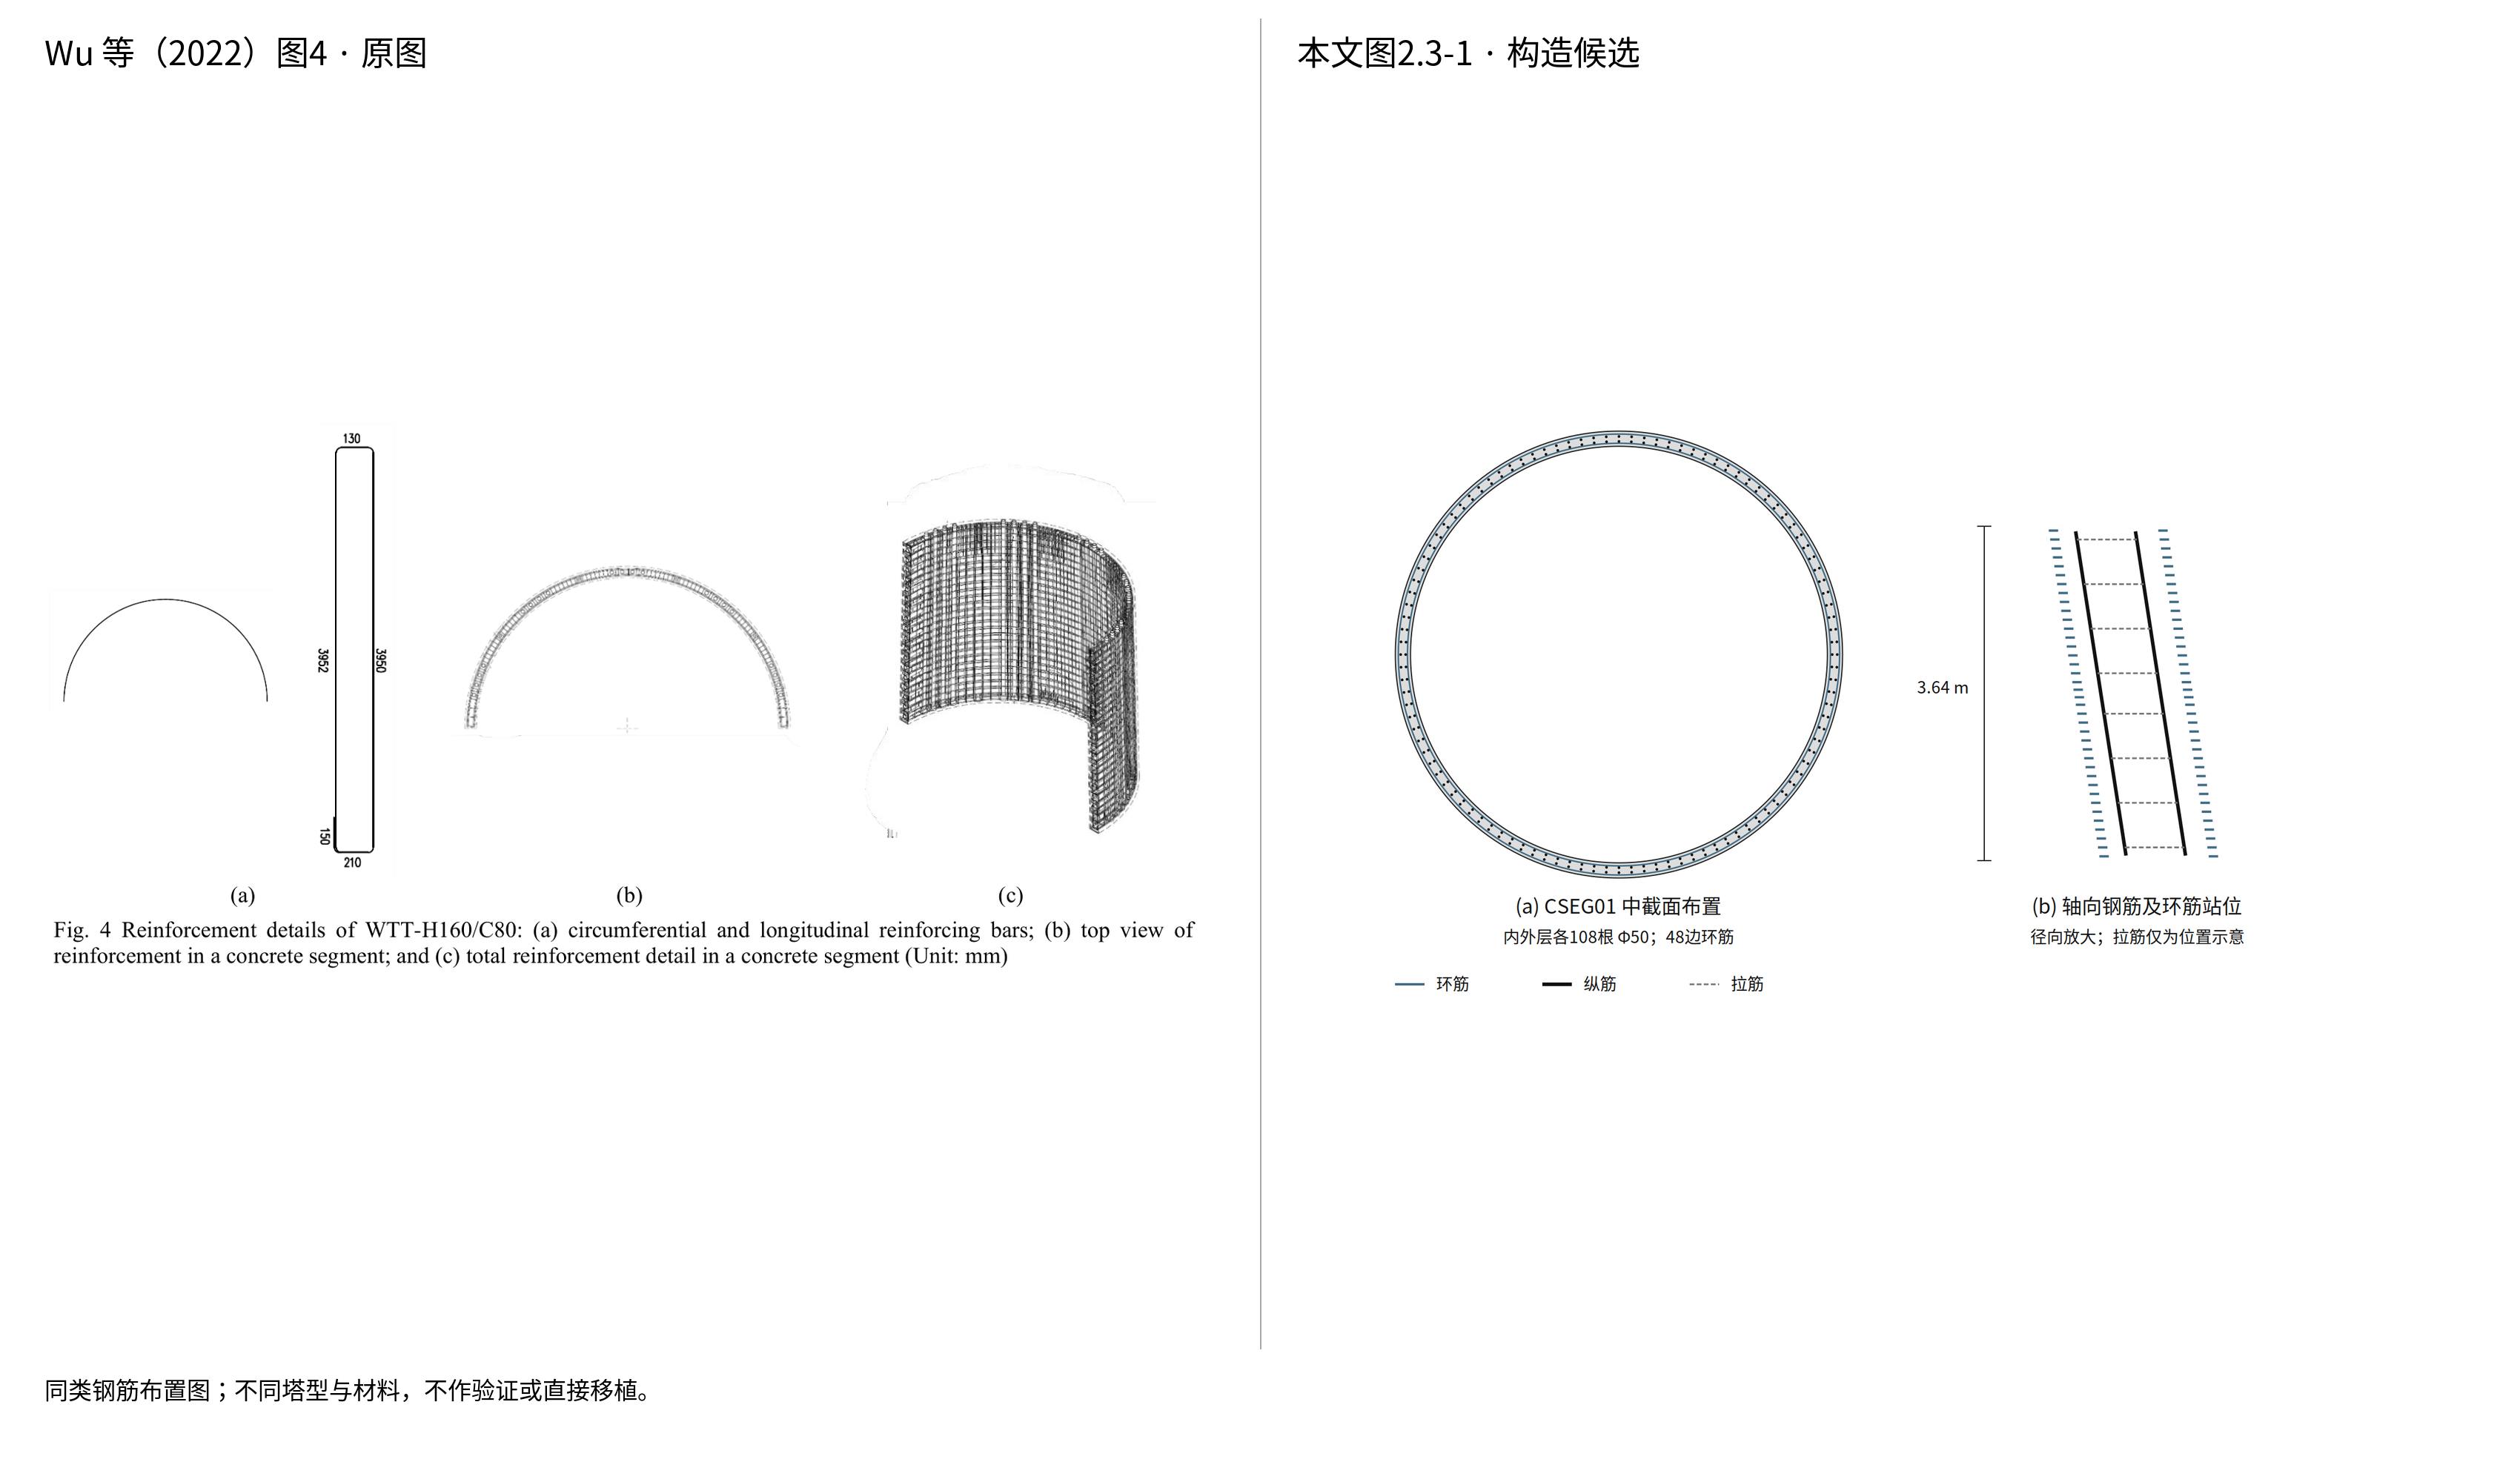 Wu 等（2022）图4 · 原图
130
3952
3950
150
210
(a)
(b)
(c)
Fig. 4 Reinforcement details of WTT-H160/C80: (a) circumferential and longitudinal reinforcing bars; (b) top view of
reinforcement in a concrete segment; and (c) total reinforcement detail in a concrete segment (Unit: mm)
本文图2.3-1 · 构造候选
3.64 m
(a) CSEG01 中截面布置
内外层各108根 Φ50；48边环筋
(b) 轴向钢筋及环筋站位
径向放大；拉筋仅为位置示意
环筋
纵筋
拉筋
同类钢筋布置图；不同塔型与材料，不作验证或直接移植。